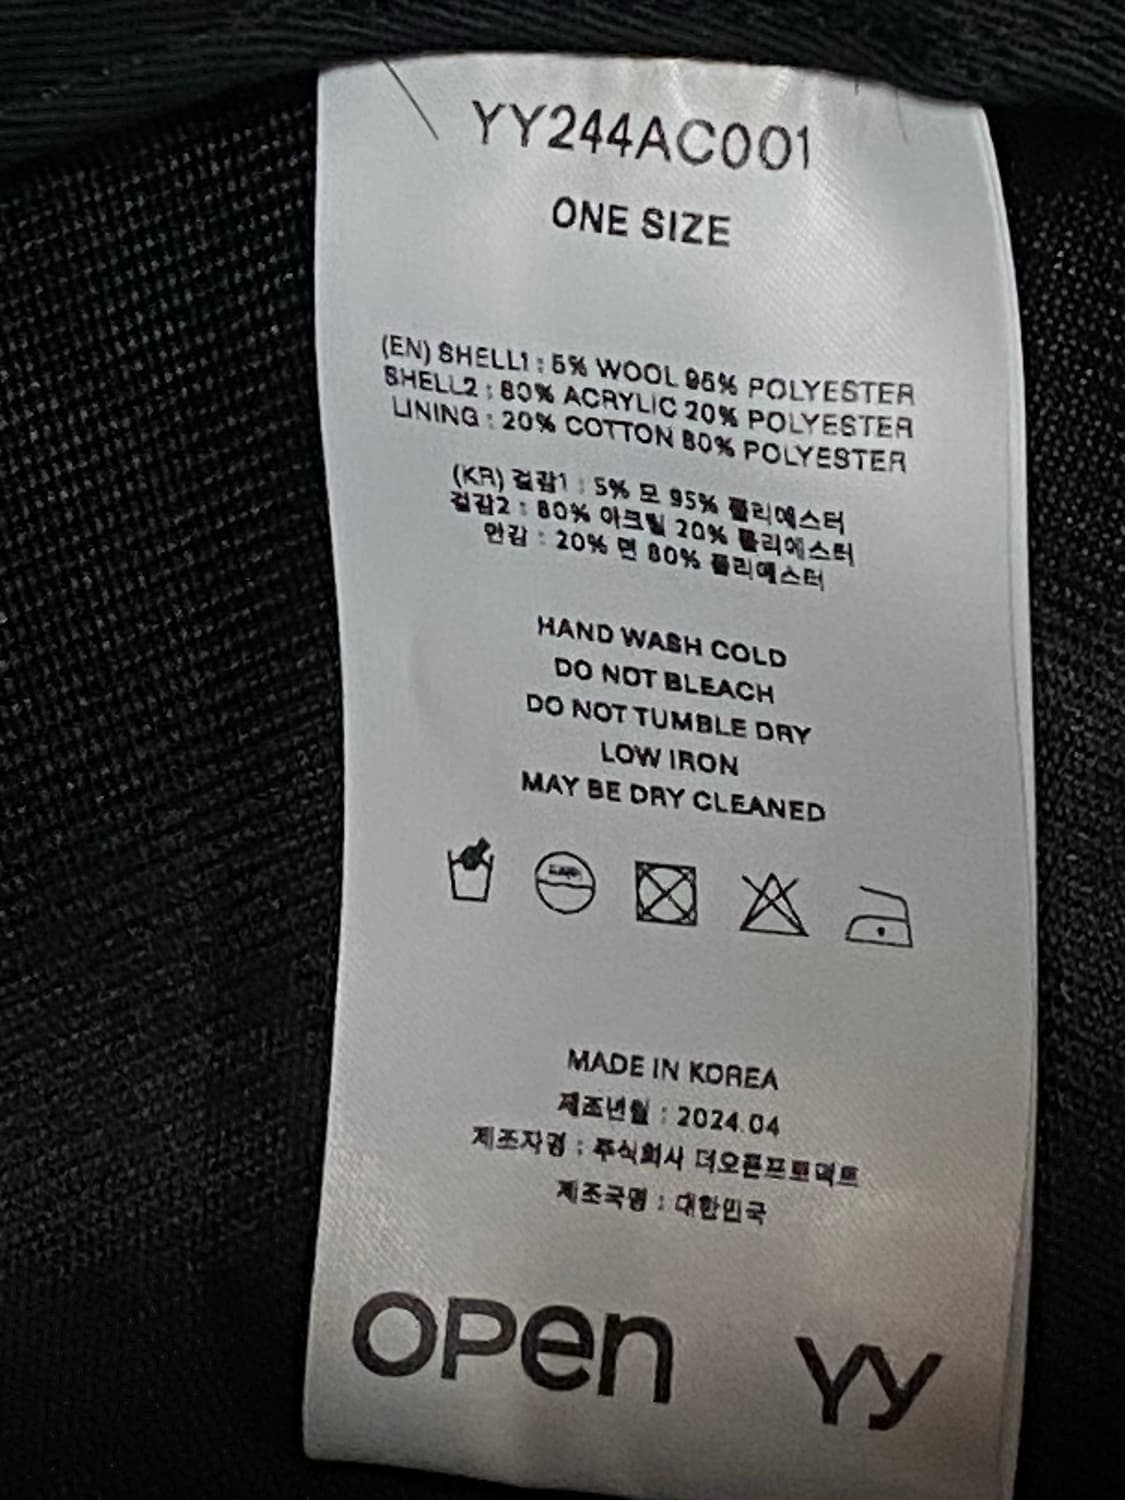 YY244AC001
ONE SIZE
(EN) SHELL1 : 5% WOOL 95% POLYESTER
SHELL2 : 80% ACRYLIC 20% POLYESTER
LINING : 20% COTTON 80% POLYESTER
(KR) 겉감1 : 5% 모 95% 폴리에스터
겉감2 : 80% 아크릴 20% 폴리에스터
안감 : 20% 면 80% 폴리에스터
HAND WASH COLD
DO NOT BLEACH
DO NOT TUMBLE DRY
LOW IRON
MAY BE DRY CLEANED
MADE IN KOREA
제조년월 : 2024.04
제조자명 : 주식회사 더오픈프로덕트
제조국명 : 대한민국
OPen YY